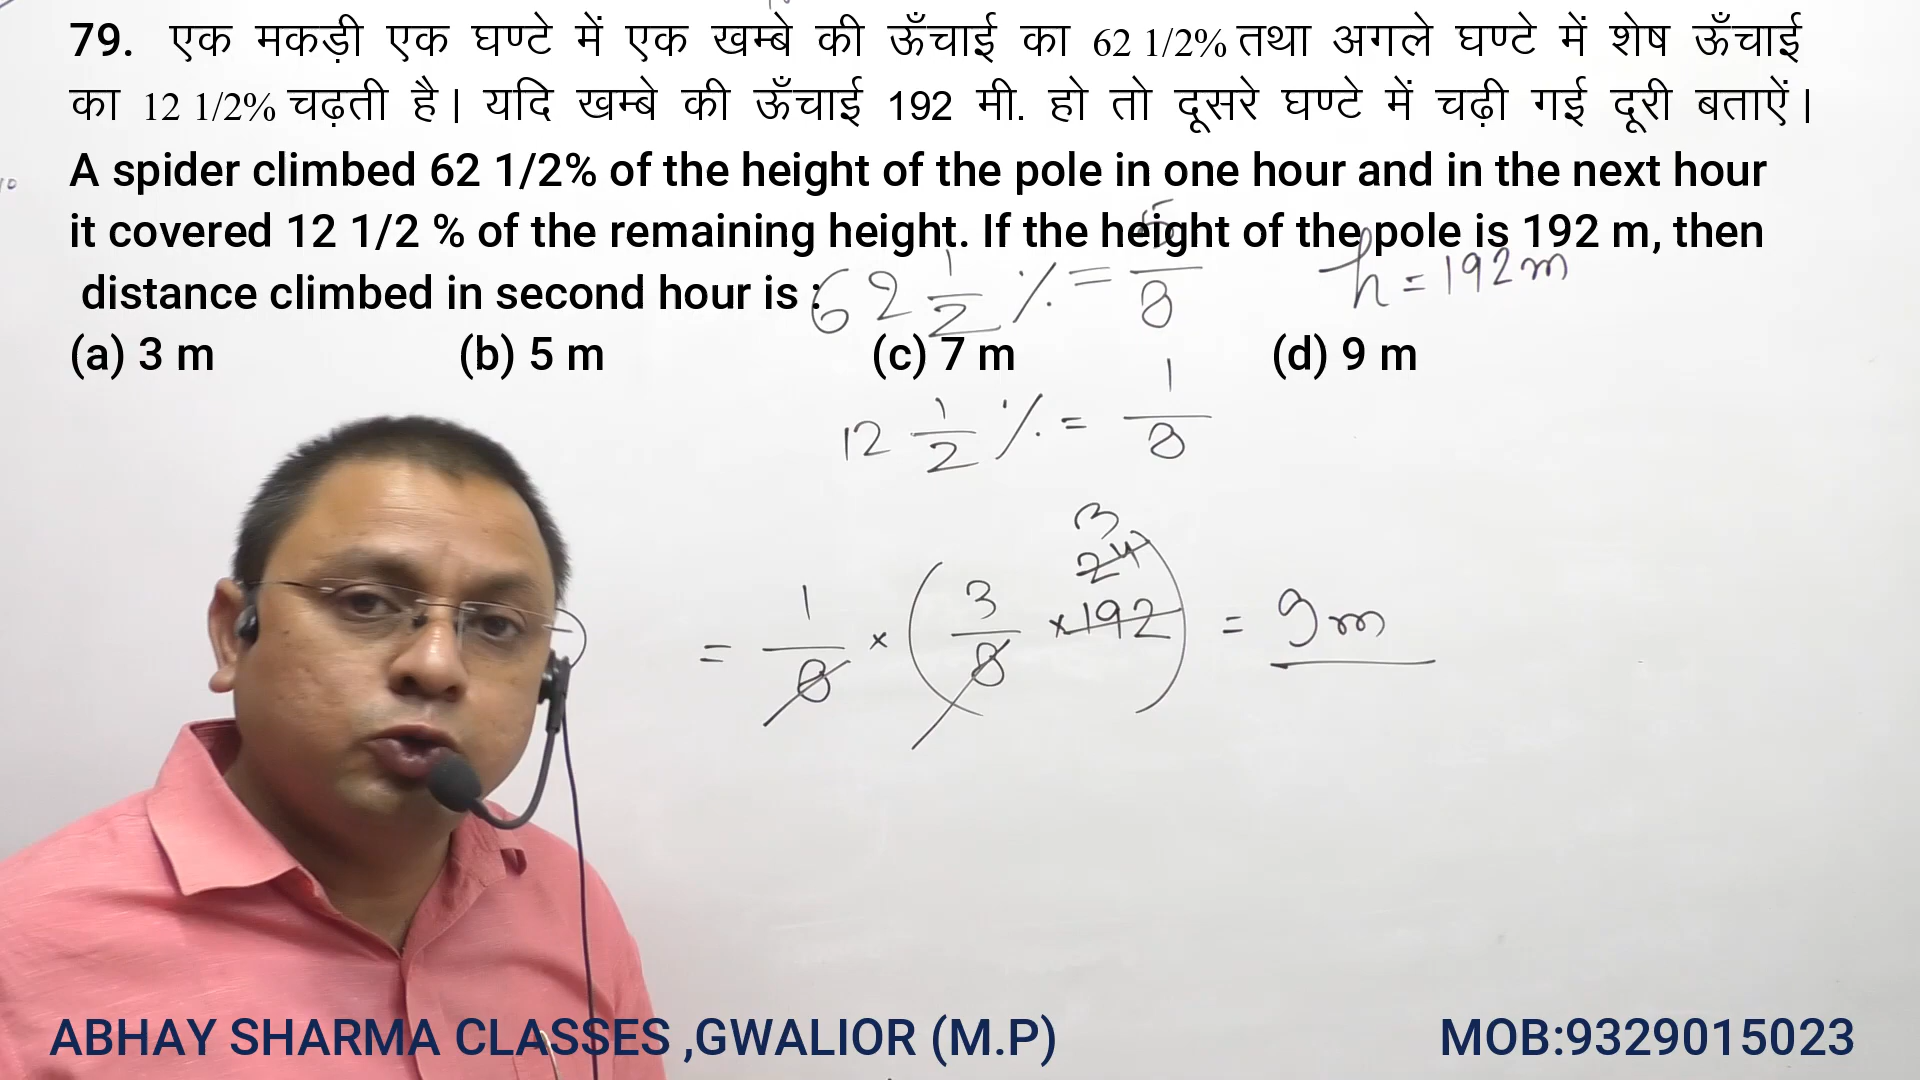 79. एक मकड़ी एक घण्टे में एक खम्बे की ऊँचाई का 62 1/2% तथा अगले घण्टे में शेष ऊँचाई
का 12 1/2% चढ़ती है। यदि खम्बे की ऊँचाई 192 मी. हो तो दूसरे घण्टे में चढ़ी गई दूरी बताऐं।
A spider climbed 62 1/2% of the height of the pole in one hour and in the next hour
it covered 12 1/2 % of the remaining height. If the height of the pole is 192 m, then
distance climbed in second hour is :
62 1/2 % = 5/8
h = 192 m
(a) 3 m (b) 5 m (c) 7 m (d) 9 m
12 1/2 % = 1/8
3
24
= 1/8 × ( 3/8 × 192 ) = 9 m
ABHAY SHARMA CLASSES ,GWALIOR (M.P) MOB:9329015023